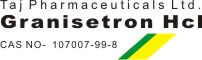 Taj Pharmaceuticals Ltd.
Granisetron Hcl
CAS NO- 107007-99-8